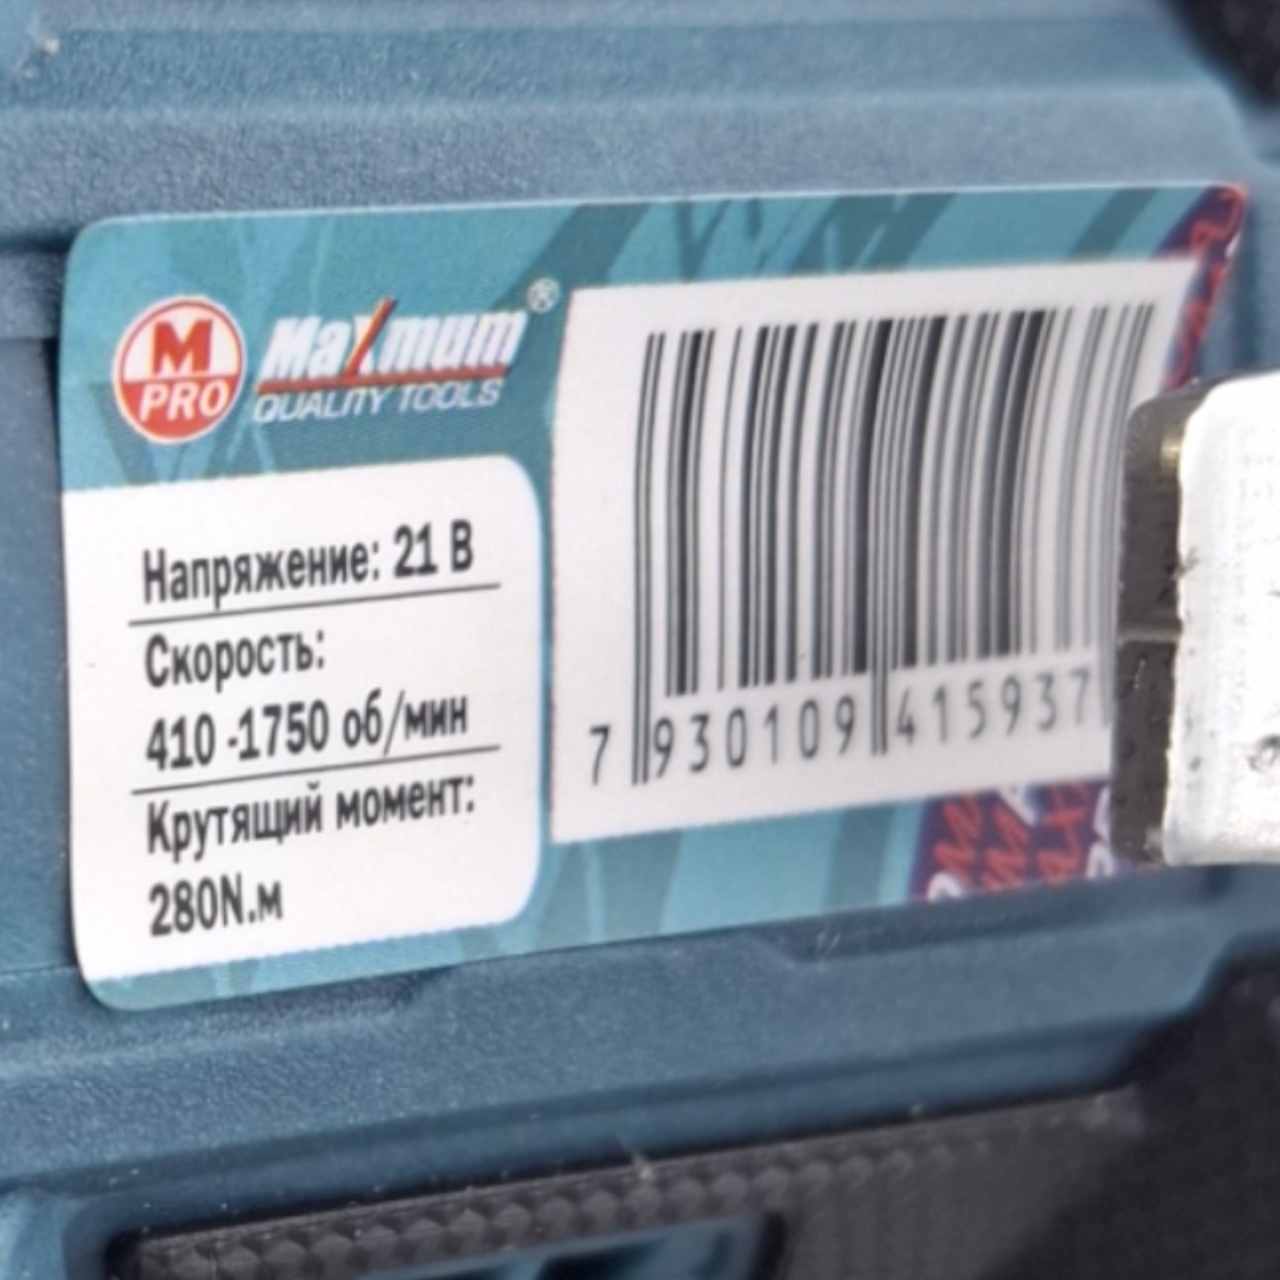 M
PRO
Maxmum ®
QUALITY TOOLS
Напряжение: 21 В
Скорость:
410 -1750 об/мин
Крутящий момент:
280N.м
7 930109 415937